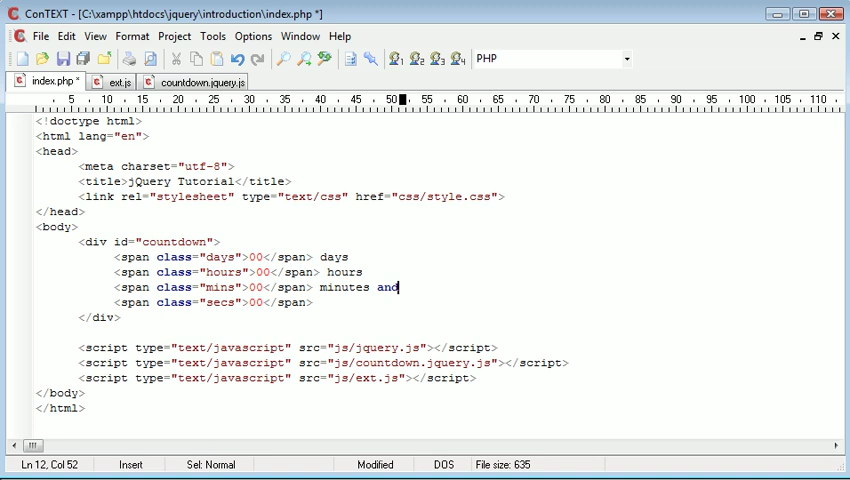 ConTEXT - [C:\xampp\htdocs\jquery\introduction\index.php *]
File Edit View Format Project Tools Options Window Help
1 2 3 4 PHP
index.php * ext.js countdown.jquery.js
5 10 15 20 25 30 35 40 45 50 55 60 65 70 75 80 85 90 95 100 105 110
<!doctype html>
<html lang="en">
<head>
<meta charset="utf-8">
<title>jQuery Tutorial</title>
<link rel="stylesheet" type="text/css" href="css/style.css">
</head>
<body>
<div id="countdown">
<span class="days">00</span> days
<span class="hours">00</span> hours
<span class="mins">00</span> minutes and
<span class="secs">00</span>
</div>
<script type="text/javascript" src="js/jquery.js"></script>
<script type="text/javascript" src="js/countdown.jquery.js"></script>
<script type="text/javascript" src="js/ext.js"></script>
</body>
</html>
Ln 12, Col 52 Insert Sel: Normal Modified DOS File size: 635